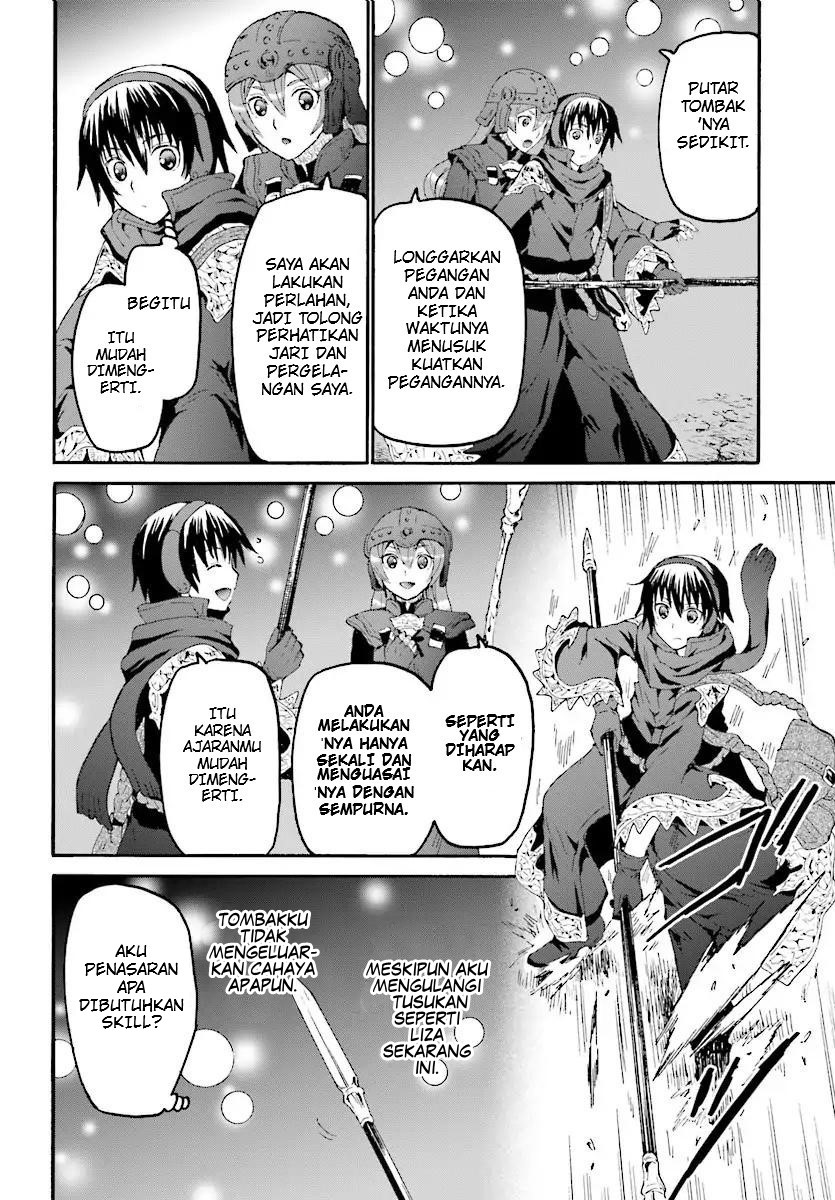 PUTAR
TOMBAK
'NYA
SEDIKIT.
LONGGARKAN
PEGANGAN
ANDA DAN
KETIKA
WAKTUNYA
MENUSUK
KUATKAN
PEGANGANNYA.
SAYA AKAN
LAKUKAN
PERLAHAN,
JADI TOLONG
PERHATIKAN
JARI DAN
PERGELA-
NGAN SAYA.
BEGITU
ITU
MUDAH
DIMENG-
ERTI.
SEPERTI
YANG
DIHARAP
KAN.
ANDA
MELAKUKAN
'NYA HANYA
SEKALI DAN
MENGUASAI
'NYA DENGAN
SEMPURNA.
ITU
KARENA
AJARANMU
MUDAH
DIMENG-
ERTI.
MESKIPUN AKU
MENGULANGI
TUSUKAN
SEPERTI
LIZA
SEKARANG
INI.
TOMBAKKU
TIDAK
MENGELUAR-
KAN CAHAYA
APAPUN.
AKU
PENASARAN
APA
DIBUTUHKAN
SKILL?